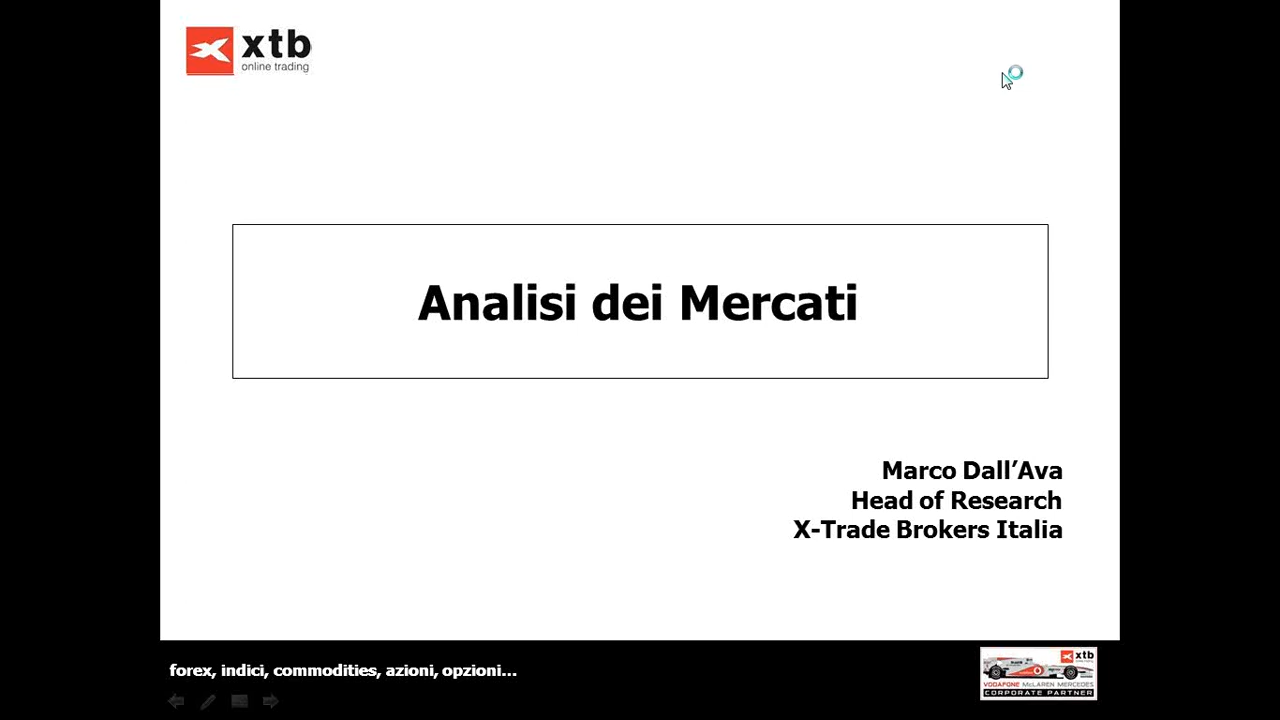 xtb
online trading
Analisi dei Mercati
Marco Dall’Ava
Head of Research
X-Trade Brokers Italia
forex, indici, commodities, azioni, opzioni...
xtb
VODAFONE McLAREN MERCEDES
CORPORATE PARTNER